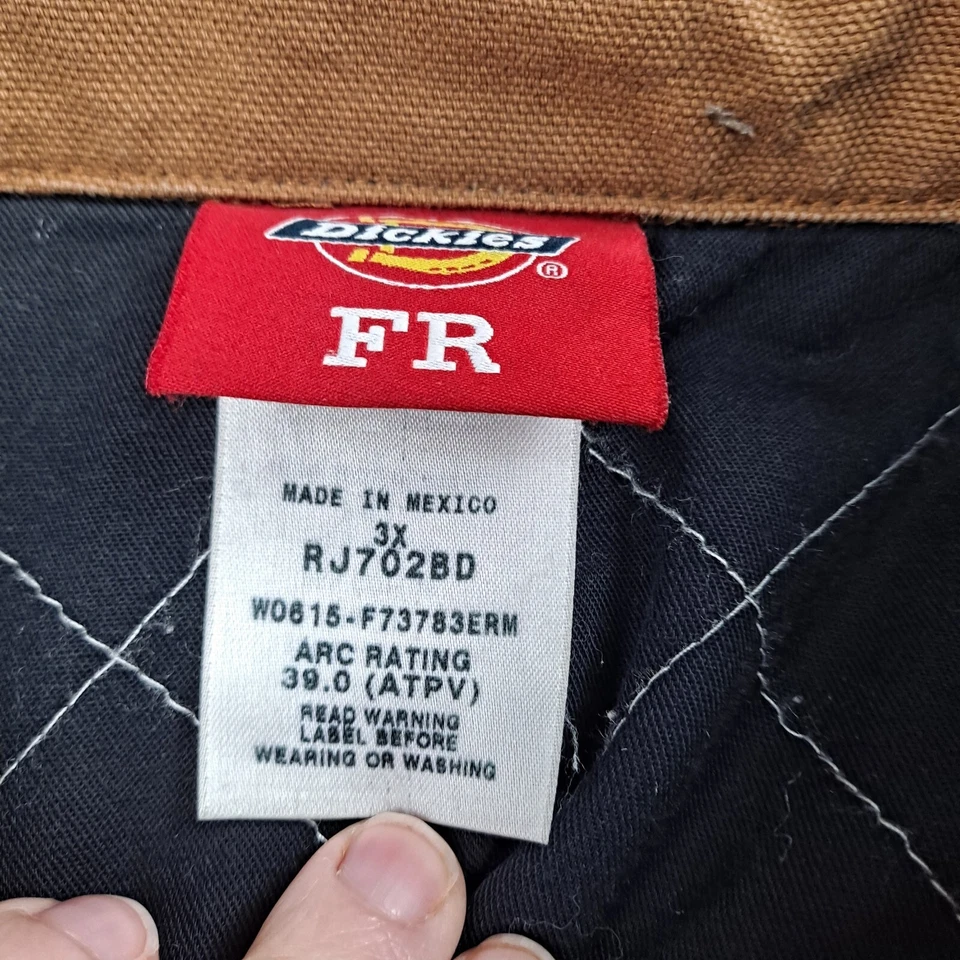 Dickies®
FR
MADE IN MEXICO
3X
RJ702BD
W0615-F73783ERM
ARC RATING
39.0 (ATPV)
READ WARNING
LABEL BEFORE
WEARING OR WASHING